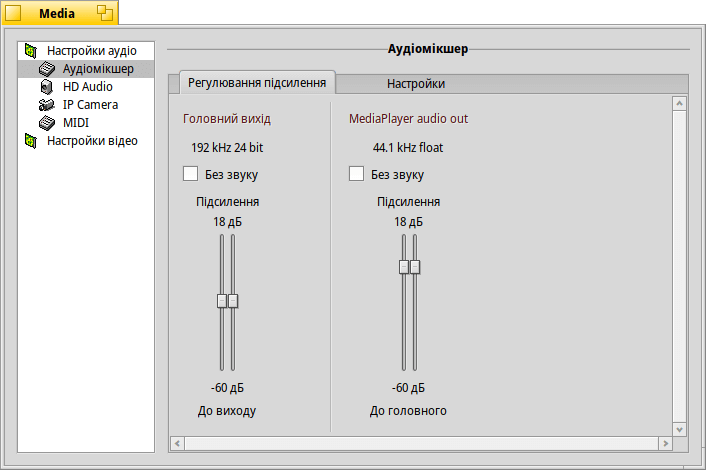 Media
Настройки аудіо
Аудіомікшер
HD Audio
IP Camera
MIDI
Настройки відео
Аудіомікшер
Регулювання підсилення
Настройки
Головний вихід
192 kHz 24 bit
Без звуку
Підсилення
18 дБ
-60 дБ
До виходу
MediaPlayer audio out
44.1 kHz float
Без звуку
Підсилення
18 дБ
-60 дБ
До головного